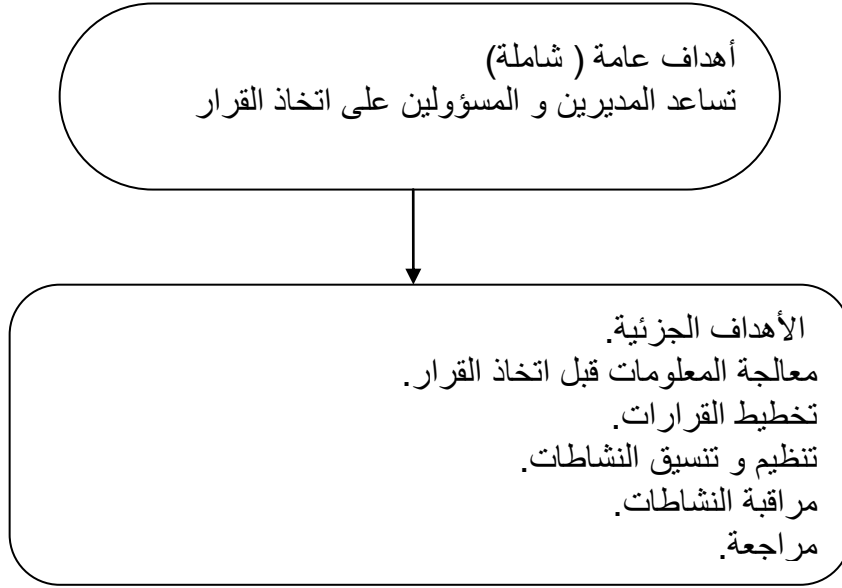 أهداف عامة ( شاملة)
تساعد المديرين و المسؤولين على اتخاذ القرار
الأهداف الجزئية.
معالجة المعلومات قبل اتخاذ القرار.
تخطيط القرارات.
تنظيم و تنسيق النشاطات.
مراقبة النشاطات.
مراجعة.